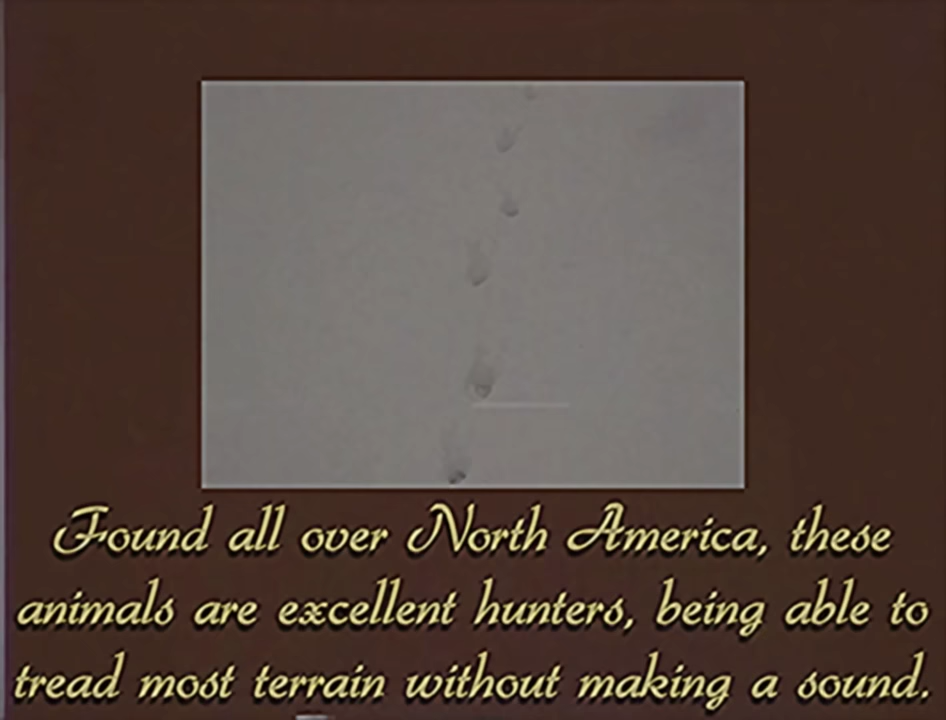 Found all over North America, these
animals are excellent hunters, being able to
tread most terrain without making a sound.